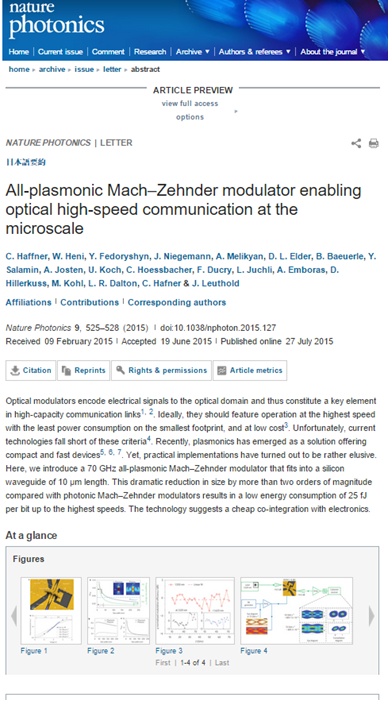 nature
photonics
Home | Current issue | Comment | Research | Archive ▼ | Authors & referees ▼ | About the journal ▼
home ▸ archive ▸ issue ▸ letter ▸ abstract
ARTICLE PREVIEW
view full access
options
NATURE PHOTONICS | LETTER
日本語要約
All-plasmonic Mach–Zehnder modulator enabling
optical high-speed communication at the
microscale
C. Haffner, W. Heni, Y. Fedoryshyn, J. Niegemann, A. Melikyan, D. L. Elder, B. Baeuerle, Y.
Salamin, A. Josten, U. Koch, C. Hoessbacher, F. Ducry, L. Juchli, A. Emboras, D.
Hillerkuss, M. Kohl, L. R. Dalton, C. Hafner & J. Leuthold
Affiliations | Contributions | Corresponding authors
Nature Photonics 9, 525–528 (2015) | doi:10.1038/nphoton.2015.127
Received 09 February 2015 | Accepted 19 June 2015 | Published online 27 July 2015
Citation Reprints Rights & permissions Article metrics
Optical modulators encode electrical signals to the optical domain and thus constitute a key element
in high-capacity communication links1, 2. Ideally, they should feature operation at the highest speed
with the least power consumption on the smallest footprint, and at low cost3. Unfortunately, current
technologies fall short of these criteria4. Recently, plasmonics has emerged as a solution offering
compact and fast devices5, 6, 7. Yet, practical implementations have turned out to be rather elusive.
Here, we introduce a 70 GHz all-plasmonic Mach–Zehnder modulator that fits into a silicon
waveguide of 10 μm length. This dramatic reduction in size by more than two orders of magnitude
compared with photonic Mach–Zehnder modulators results in a low energy consumption of 25 fJ
per bit up to the highest speeds. The technology suggests a cheap co-integration with electronics.
At a glance
Figures
Figure 1 Figure 2 Figure 3 Figure 4
First | 1-4 of 4 | Last